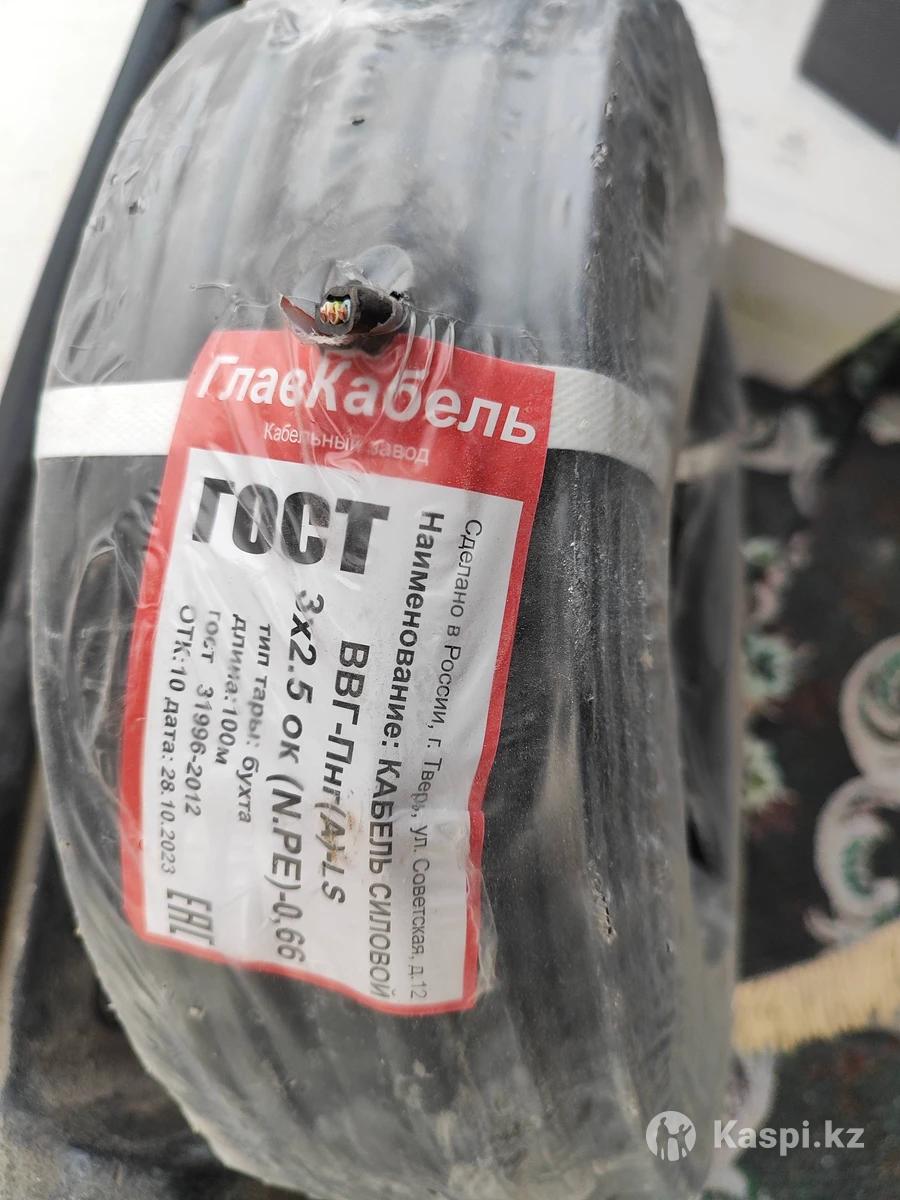 ГлавКабель
Кабельный завод
ГОСТ
Сделано в России, г. Тверь, ул. Советская, д.12
Наименование: КАБЕЛЬ СИЛОВОЙ
ВВГ-Пнг(А)-LS
3х2.5 ок (N.PE)-0,66
тип тары: бухта
длина:100м
гост 31996-2012
ОТК:10 дата: 28.10.2023
ЕАС
Kaspi.kz